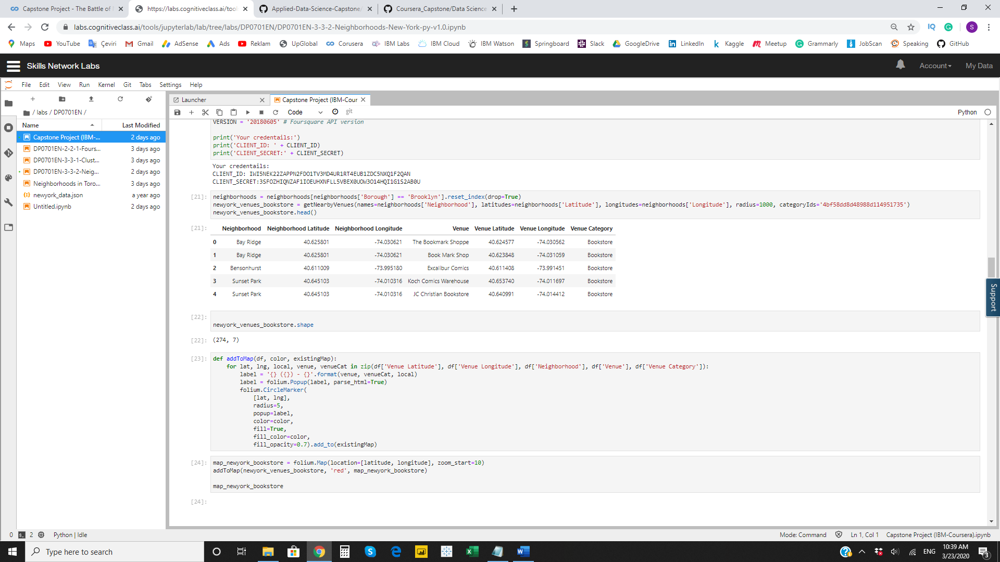 Capstone Project - The Battle of
https://labs.cognitiveclass.ai/tool
Applied-Data-Science-Capstone/
Coursera_Capstone/Data Science
labs.cognitiveclass.ai/tools/jupyterlab/lab/tree/labs/DP0701EN/DP0701EN-3-3-2-Neighborhoods-New-York-py-v1.0.ipynb
IQ
S
Maps YouTube Çeviri Gmail AdSense Ads Reklam UpGlobal Corusera IBM Labs IBM Cloud IBM Watson Springboard Slack GoogleDrive LinkedIn Kaggle Meetup Grammarly JobScan Speaking GitHub
Skills Network Labs
Account
My Data
File Edit View Run Kernel Git Tabs Settings Help
Launcher
Capstone Project (IBM-Cour
/ labs / DP0701EN /
Code
git
Python
Name Last Modified
Capstone Project (IBM-... 2 days ago
DP0701EN-2-2-1-Fours... 3 days ago
DP0701EN-3-3-1-Clust... 3 days ago
DP0701EN-3-3-2-Neig... 2 days ago
Neighborhoods in Toro... 3 days ago
newyork_data.json a year ago
Untitled.ipynb 2 days ago
VERSION = '20180605' # Foursquare API version
print('Your credentails:')
print('CLIENT_ID: ' + CLIENT_ID)
print('CLIENT_SECRET:' + CLIENT_SECRET)
Your credentails:
CLIENT_ID: IWI5NEK22ZAPPN2FDO1TV3MD4UR1RT4EUB1ZDC5NXQ1F2QAN
CLIENT_SECRET:3SFOZHIQNZAF1IOEUHXNFLL5VBEX0UOW3O14HQI1G1S2AB0U
[21]: neighborhoods = neighborhoods[neighborhoods['Borough'] == 'Brooklyn'].reset_index(drop=True)
newyork_venues_bookstore = getNearbyVenues(names=neighborhoods['Neighborhood'], latitudes=neighborhoods['Latitude'], longitudes=neighborhoods['Longitude'], radius=1000, categoryIds='4bf58dd8d48988d114951735')
newyork_venues_bookstore.head()
[21]: Neighborhood Neighborhood Latitude Neighborhood Longitude Venue Venue Latitude Venue Longitude Venue Category
0 Bay Ridge 40.625801 -74.030621 The Bookmark Shoppe 40.624577 -74.030562 Bookstore
1 Bay Ridge 40.625801 -74.030621 Book Mark Shop 40.623848 -74.031059 Bookstore
2 Bensonhurst 40.611009 -73.995180 Excalibur Comics 40.611408 -73.991451 Bookstore
3 Sunset Park 40.645103 -74.010316 Koch Comics Warehouse 40.653740 -74.011697 Bookstore
4 Sunset Park 40.645103 -74.010316 JC Christian Bookstore 40.640991 -74.014412 Bookstore
Support
[22]:
newyork_venues_bookstore.shape
[22]: (274, 7)
[23]: def addToMap(df, color, existingMap):
for lat, lng, local, venue, venueCat in zip(df['Venue Latitude'], df['Venue Longitude'], df['Neighborhood'], df['Venue'], df['Venue Category']):
label = '{} ({}) - {}'.format(venue, venueCat, local)
label = folium.Popup(label, parse_html=True)
folium.CircleMarker(
[lat, lng],
radius=5,
popup=label,
color=color,
fill=True,
fill_color=color,
fill_opacity=0.7).add_to(existingMap)
[24]: map_newyork_bookstore = folium.Map(location=[latitude, longitude], zoom_start=10)
addToMap(newyork_venues_bookstore, 'red', map_newyork_bookstore)
map_newyork_bookstore
[24]:
0 2 Python | Idle
Mode: Command Ln 1, Col 1 Capstone Project (IBM-Coursera).ipynb
Type here to search
ENG
10:39 AM
3/23/2020
3